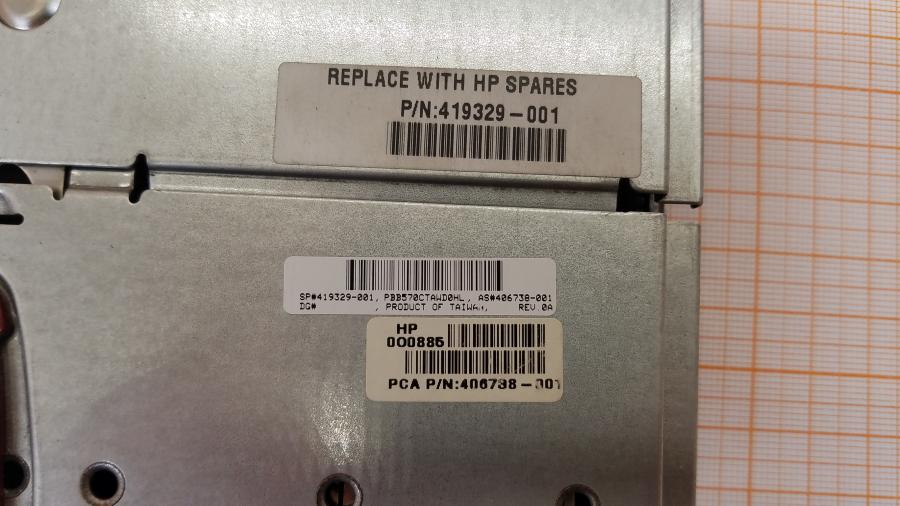 REPLACE WITH HP SPARES
P/N:419329-001
SP#419329-001, PBB570CTAWD0HL, AS#406738-001
DG# , PRODUCT OF TAIWAN, REV 0A
HP
000885
PCA P/N:406738-001